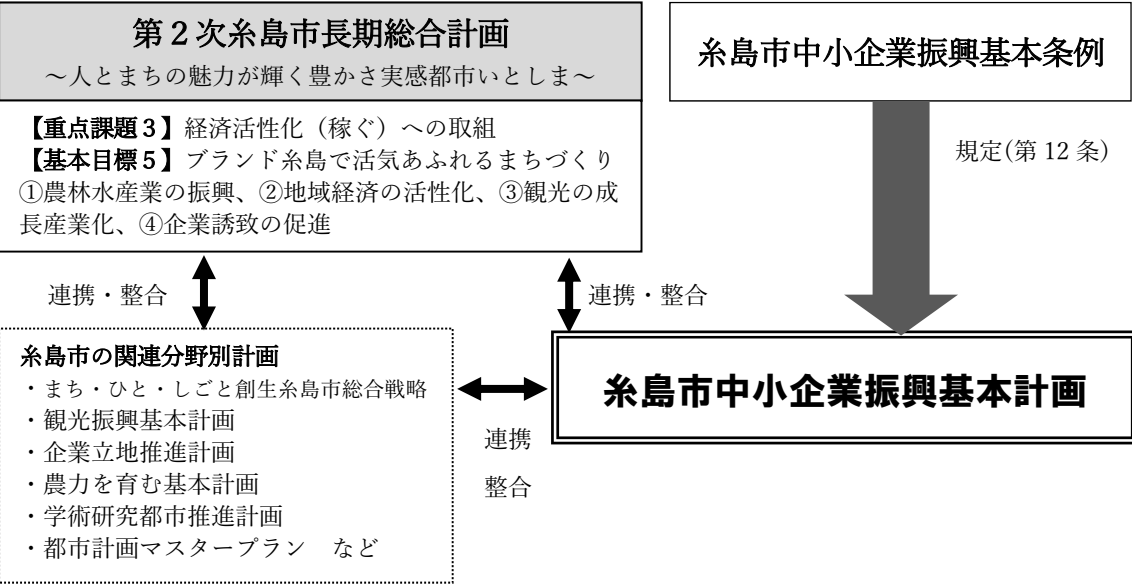 第２次糸島市長期総合計画
～人とまちの魅力が輝く豊かさ実感都市いとしま～
【重点課題３】経済活性化（稼ぐ）への取組
【基本目標５】ブランド糸島で活気あふれるまちづくり
①農林水産業の振興、②地域経済の活性化、③観光の成
長産業化、④企業誘致の促進
糸島市中小企業振興基本条例
規定(第 12 条)
連携・整合
連携・整合
糸島市の関連分野別計画
・まち・ひと・しごと創生糸島市総合戦略
・観光振興基本計画
・企業立地推進計画
・農力を育む基本計画
・学術研究都市推進計画
・都市計画マスタープラン　など
連携
整合
糸島市中小企業振興基本計画